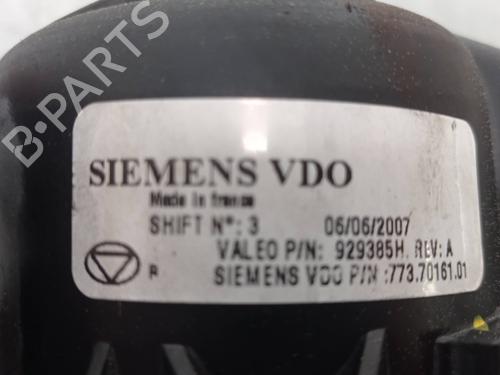 B-PARTS
SIEMENS VDO
Made in france
SHIFT N°: 3 06/06/2007
VALEO P/N: 929385H. REV: A
R SIEMENS VDO P/N :773.70161.01